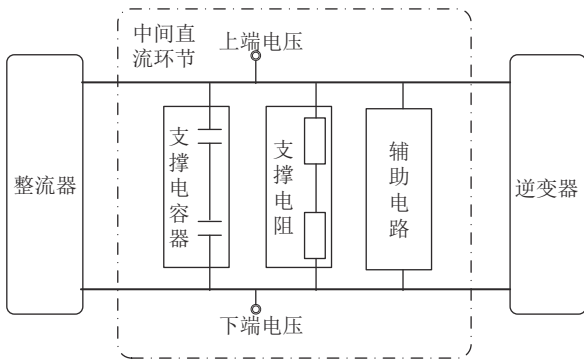 中间直
流环节
上端电压
整流器
支撑电容器
支撑电阻
辅助电路
逆变器
下端电压